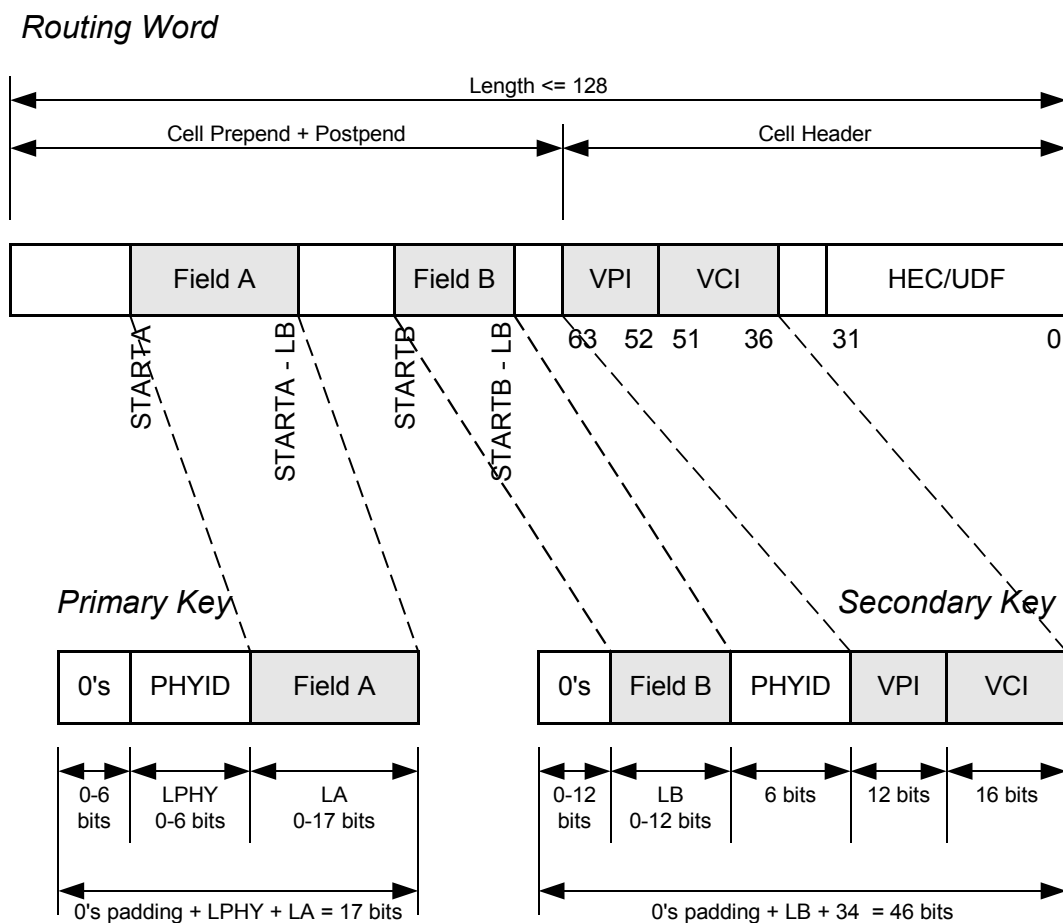 Routing Word
Length <= 128
Cell Prepend + Postpend
Cell Header
Field A
Field B
VPI
VCI
HEC/UDF
63
52
51
36
31
0
STARTA
STARTA - LB
STARTB
STARTB - LB
Primary Key
Secondary Key
0's
PHYID
Field A
0's
Field B
PHYID
VPI
VCI
0-6
bits
LPHY
0-6 bits
LA
0-17 bits
0-12
bits
LB
0-12 bits
6 bits
12 bits
16 bits
0's padding + LPHY + LA = 17 bits
0's padding + LB + 34 = 46 bits